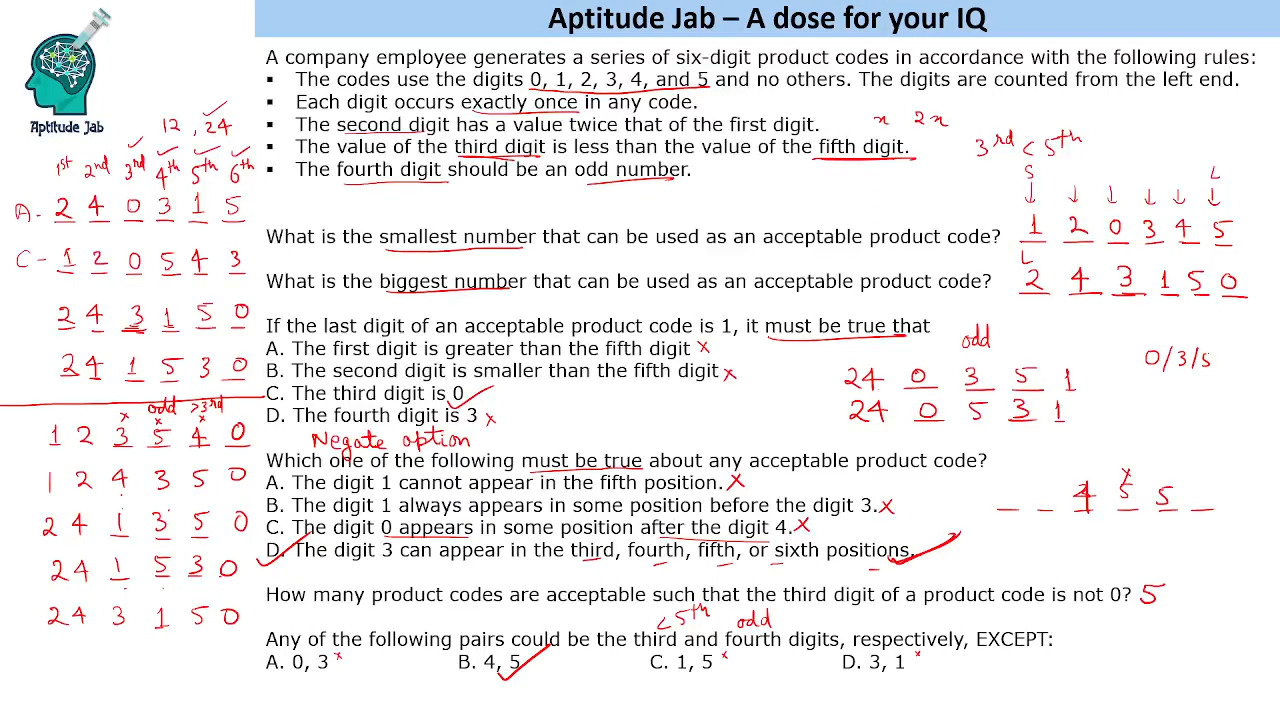 Aptitude Jab – A dose for your IQ
Aptitude Jab
A company employee generates a series of six-digit product codes in accordance with the following rules:
▪ The codes use the digits 0, 1, 2, 3, 4, and 5 and no others. The digits are counted from the left end.
▪ Each digit occurs exactly once in any code.
▪ The second digit has a value twice that of the first digit. x 2x
▪ The value of the third digit is less than the value of the fifth digit. 3rd < 5th
▪ The fourth digit should be an odd number.
S L
What is the smallest number that can be used as an acceptable product code? 1 2 0 3 4 5
L
What is the biggest number that can be used as an acceptable product code? 2 4 3 1 5 0
If the last digit of an acceptable product code is 1, it must be true that
A. The first digit is greater than the fifth digit x
B. The second digit is smaller than the fifth digit x
C. The third digit is 0
D. The fourth digit is 3 x
odd
0/3/5
24 0 3 5 1
24 0 5 3 1
Negate option
Which one of the following must be true about any acceptable product code?
A. The digit 1 cannot appear in the fifth position. x
B. The digit 1 always appears in some position before the digit 3. x
C. The digit 0 appears in some position after the digit 4. x
D. The digit 3 can appear in the third, fourth, fifth, or sixth positions.
x
4 5 5
How many product codes are acceptable such that the third digit of a product code is not 0? 5
< 5th odd
Any of the following pairs could be the third and fourth digits, respectively, EXCEPT:
A. 0, 3 x B. 4, 5 C. 1, 5 x D. 3, 1 x
12, 24
1st 2nd 3rd 4th 5th 6th
A- 2 4 0 3 1 5
C- 1 2 0 5 4 3
2 4 3 1 5 0
24 1 5 3 0
odd >3rd
x x x
1 2 3 5 4 0
1 2 4 3 5 0
2 4 1 3 5 0
24 1 5 3 0
24 3 1 5 0